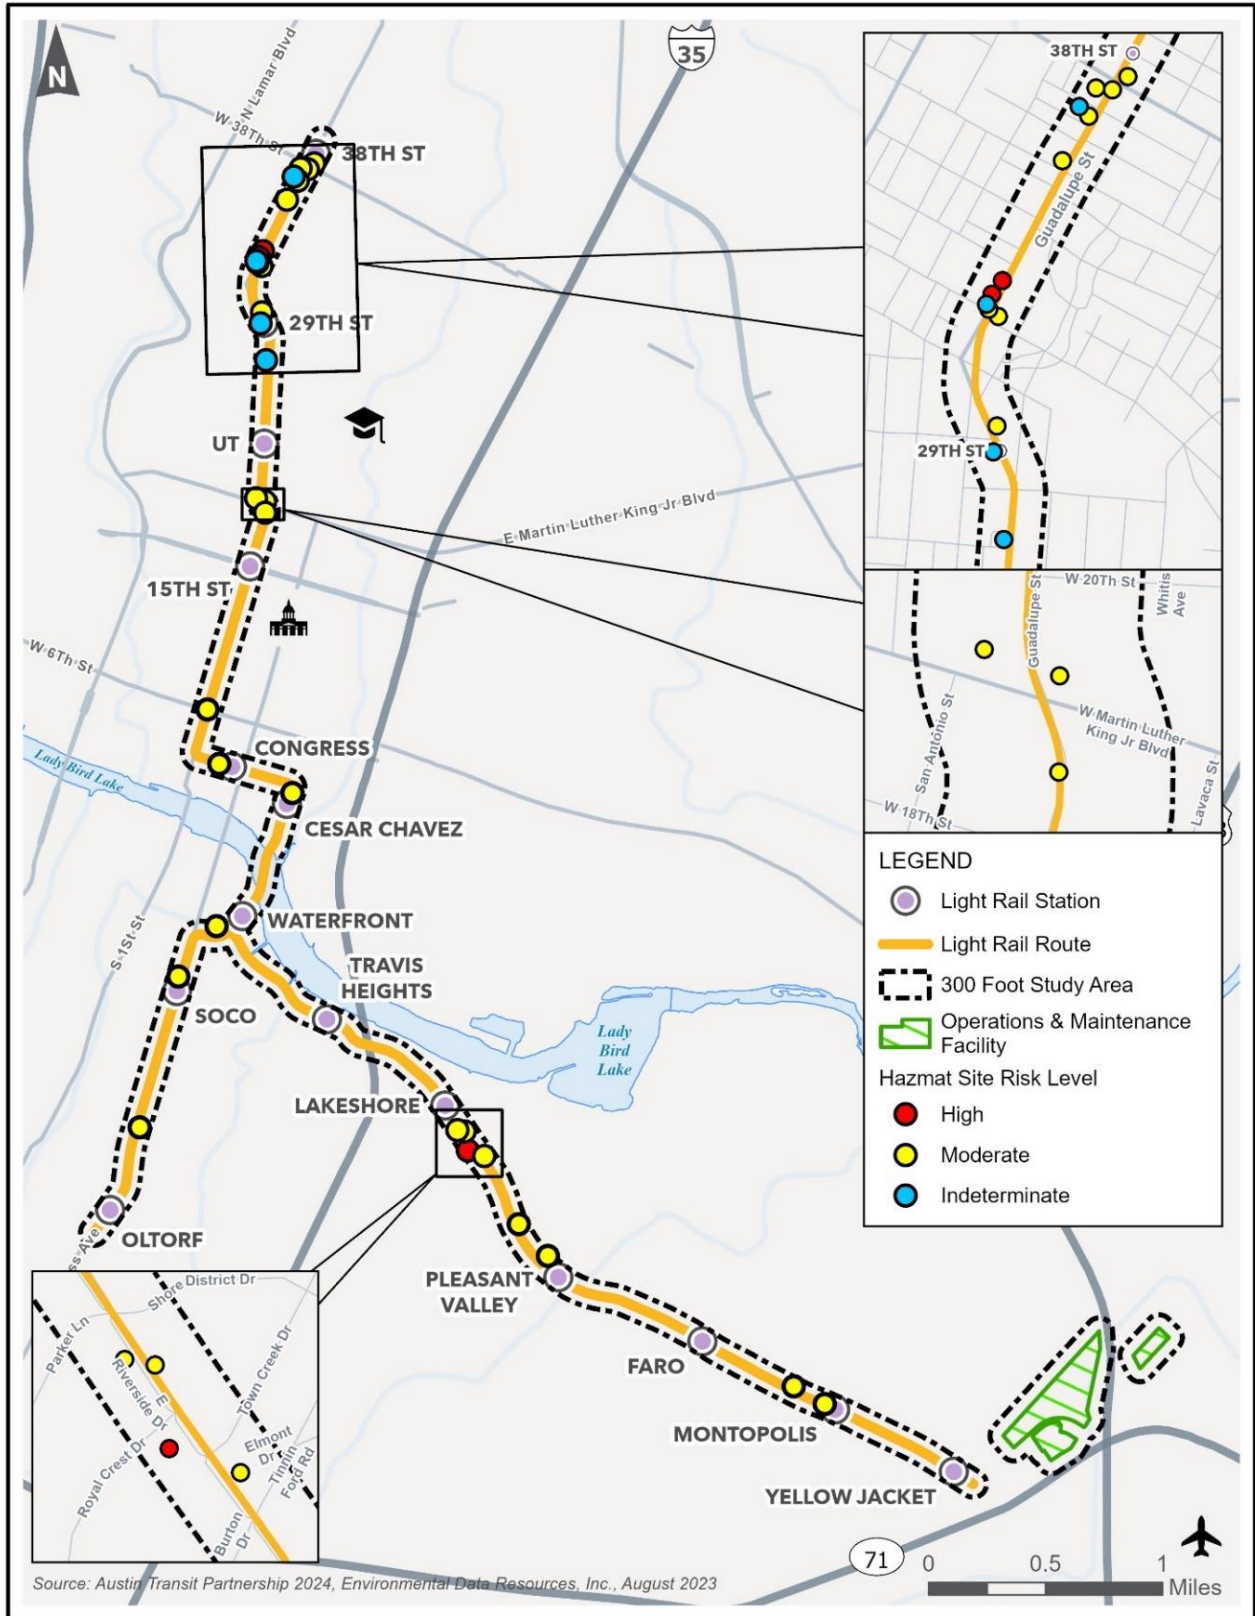 N
35
N Lamar Blvd
W 38Th St
38TH ST
29TH ST
UT
E Martin Luther King Jr Blvd
15TH ST
W 6Th St
CONGRESS
Lady Bird Lake
CESAR CHAVEZ
WATERFRONT
S 1St St
TRAVIS
HEIGHTS
SOCO
Lady
Bird
Lake
LAKESHORE
OLTORF
ss Ave
PLEASANT
VALLEY
FARO
MONTOPOLIS
YELLOW JACKET
71
38TH ST
Guadalupe St
29TH ST
W 20Th St
Whitis
Ave
Guadalupe St
San Antonio St
W Martin Luther
King Jr Blvd
W 18Th St
Lavaca St
LEGEND
Light Rail Station
Light Rail Route
300 Foot Study Area
Operations & Maintenance
Facility
Hazmat Site Risk Level
High
Moderate
Indeterminate
Shore District Dr
Parker Ln
E
Riverside Dr
Town Creek Dr
Elmont
Dr
Tinnin
Ford Rd
Royal Crest Dr
Burton
Dr
Source: Austin Transit Partnership 2024, Environmental Data Resources, Inc., August 2023
0 0.5 1
Miles